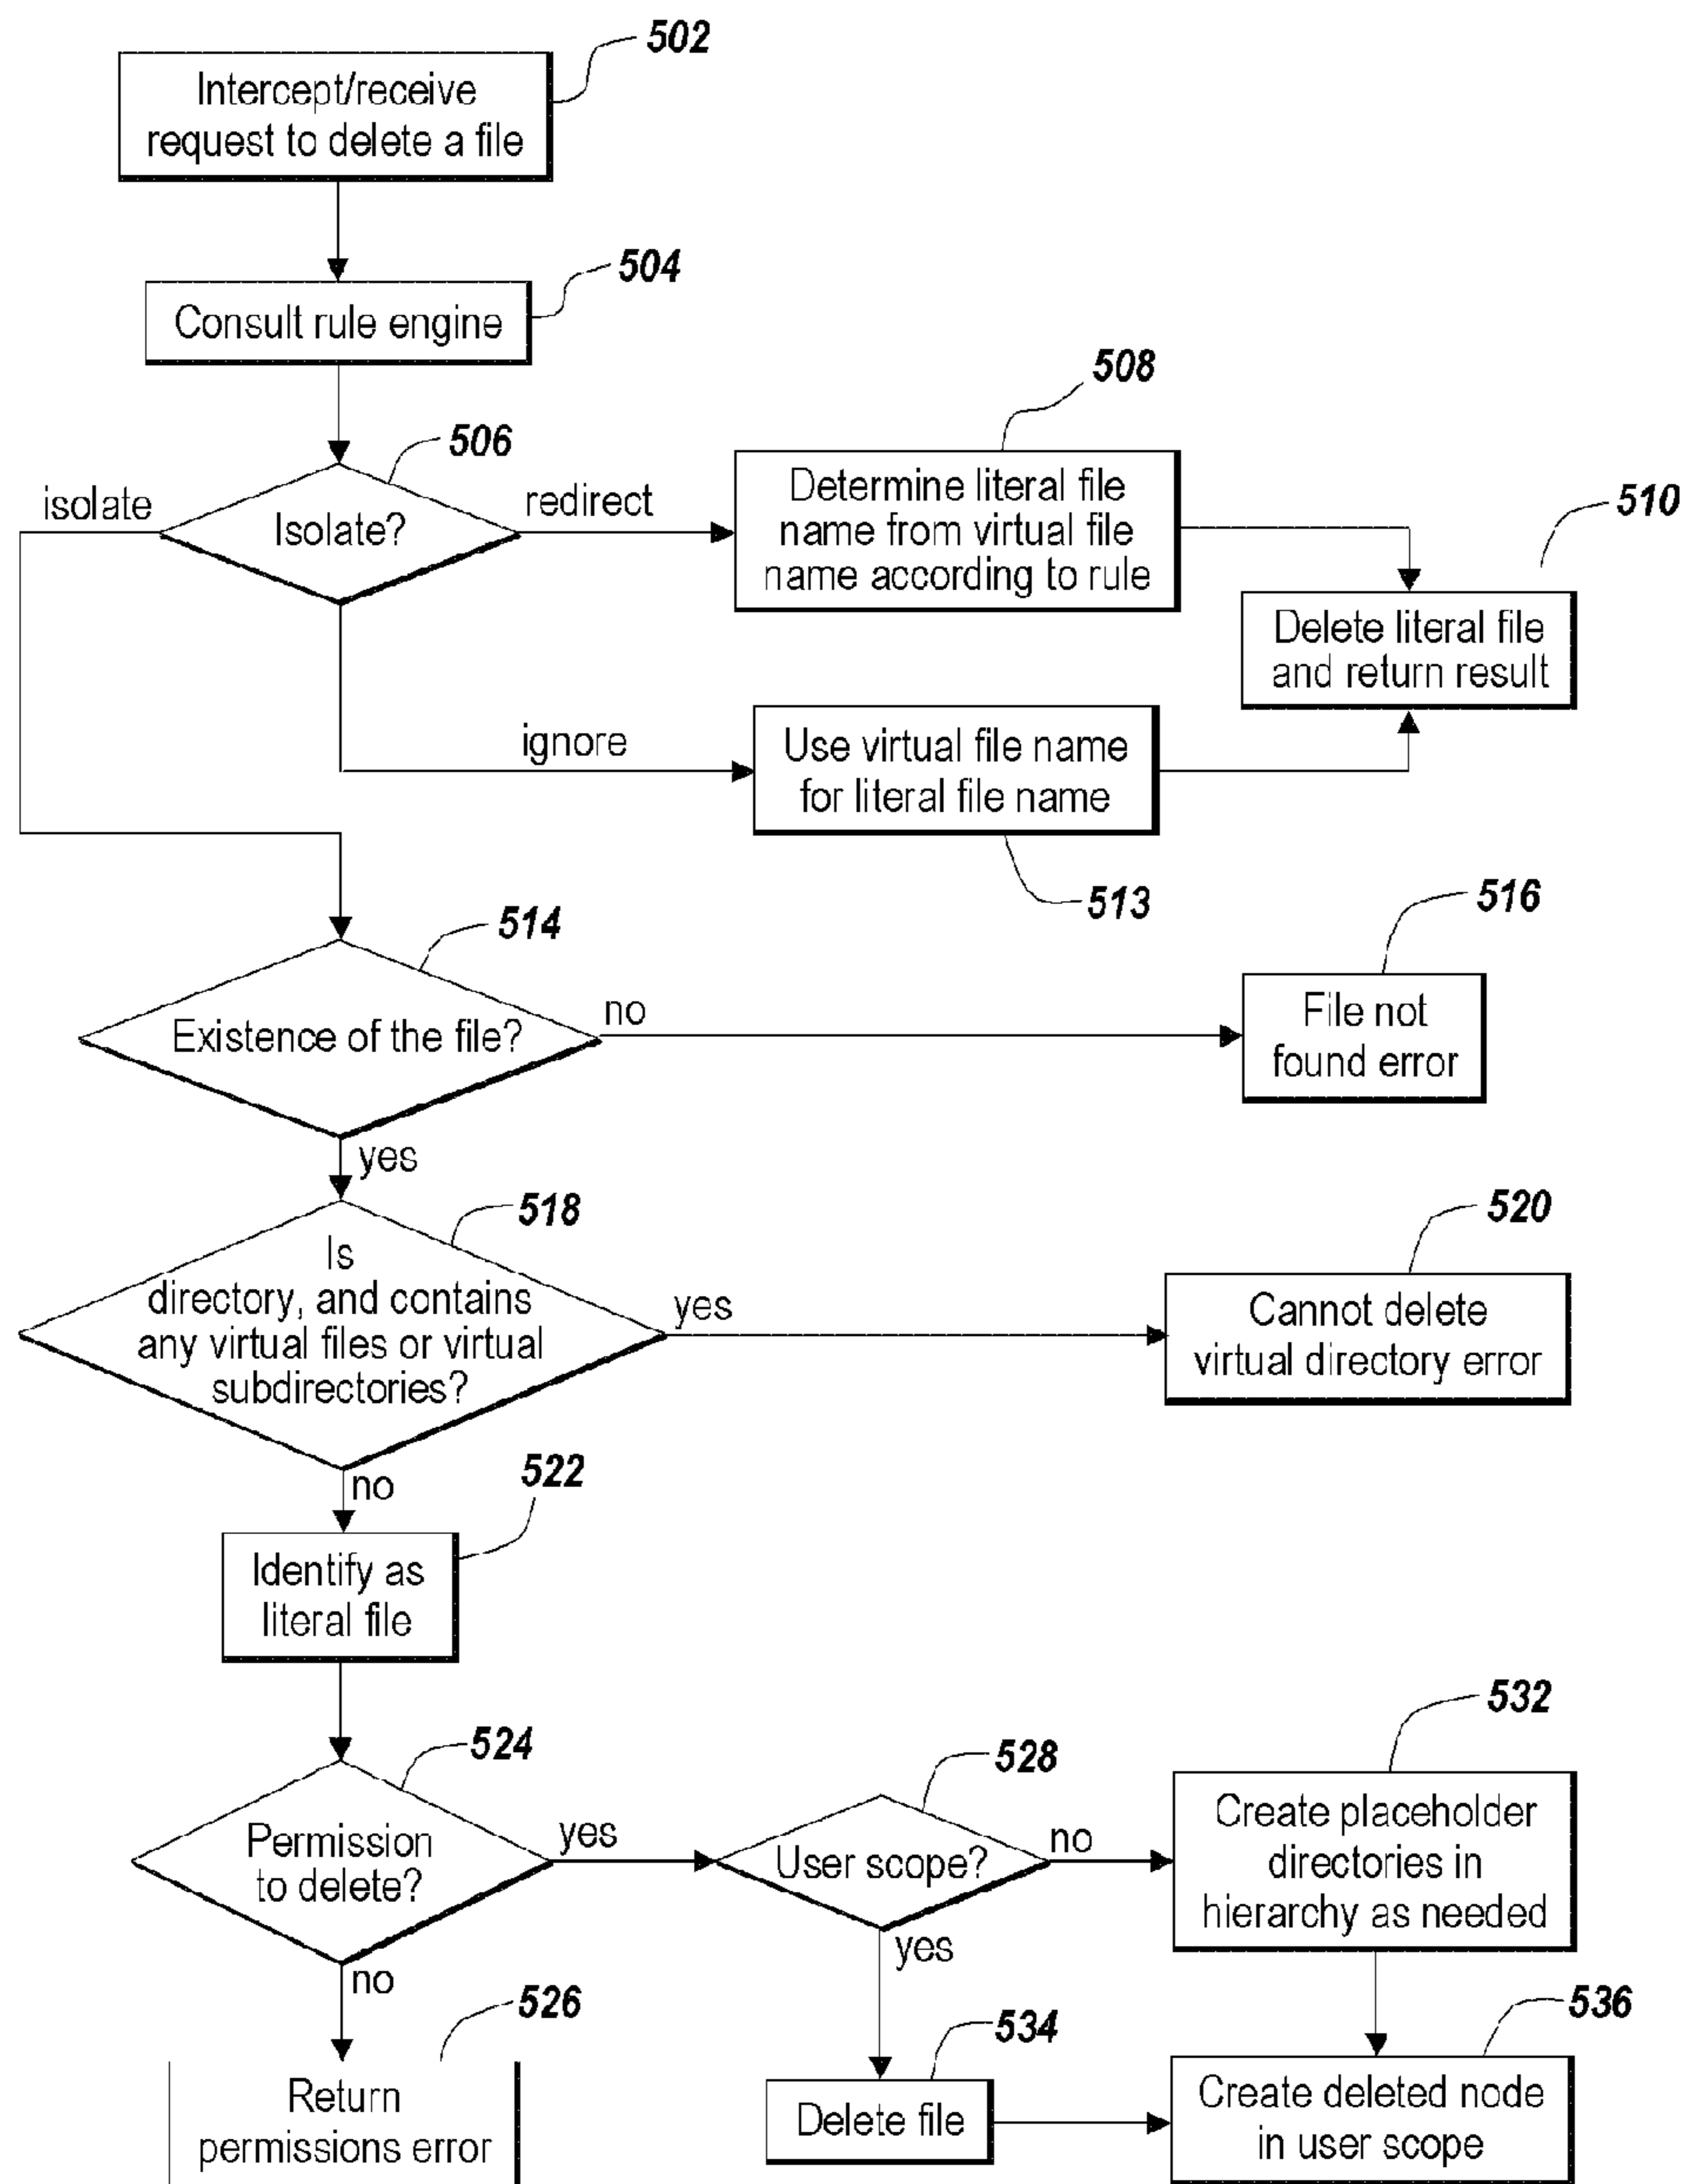 502
Intercept/receive
request to delete a file
504
Consult rule engine
506
508
isolate
Isolate?
redirect
Determine literal file
name from virtual file
name according to rule
510
Delete literal file
and return result
ignore
Use virtual file name
for literal file name
513
514
516
Existence of the file?
no
File not
found error
yes
518
520
Is
directory, and contains
any virtual files or virtual
subdirectories?
yes
Cannot delete
virtual directory error
no
522
Identify as
literal file
524
528
532
Permission
to delete?
yes
User scope?
no
Create placeholder
directories in
hierarchy as needed
no
yes
526
534
536
Return
permissions error
Delete file
Create deleted node
in user scope